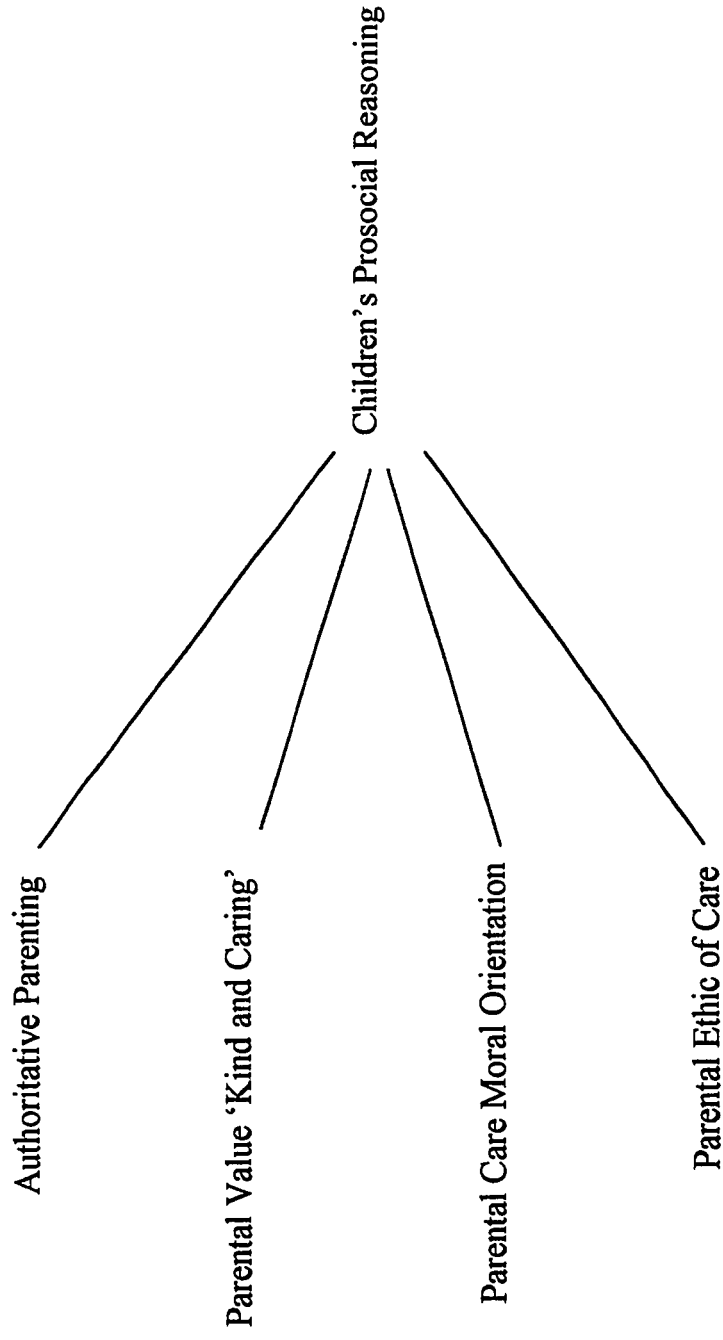 Authoritative Parenting
Parental Value ‘Kind and Caring’
Parental Care Moral Orientation
Parental Ethic of Care
Children’s Prosocial Reasoning